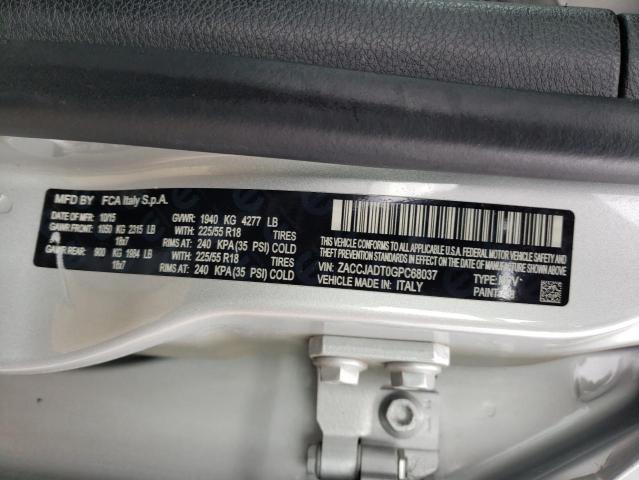 MFD BY FCA Italy S.p.A.
DATE OF MFR: 10/15 GVWR: 1940 KG 4277 LB
GAWR FRONT: 1050 KG 2315 LB WITH 225/55 R18 TIRES
18x7 RIMS AT: 240 KPA(35 PSI) COLD
GAWR REAR: 900 KG 1984 LB WITH 225/55 R18 TIRES
18x7 RIMS AT: 240 KPA(35 PSI) COLD
THIS VEHICLE CONFORMS TO ALL APPLICABLE
U.S.A. FEDERAL MOTOR VEHICLE SAFETY, BUMPER, AND
THEFT PREVENTION STANDARDS IN EFFECT ON THE DATE OF
MANUFACTURE SHOWN ABOVE.
VIN: ZACCJADT0GPC68037 TYPE:
VEHICLE MADE IN: ITALY PAINT: